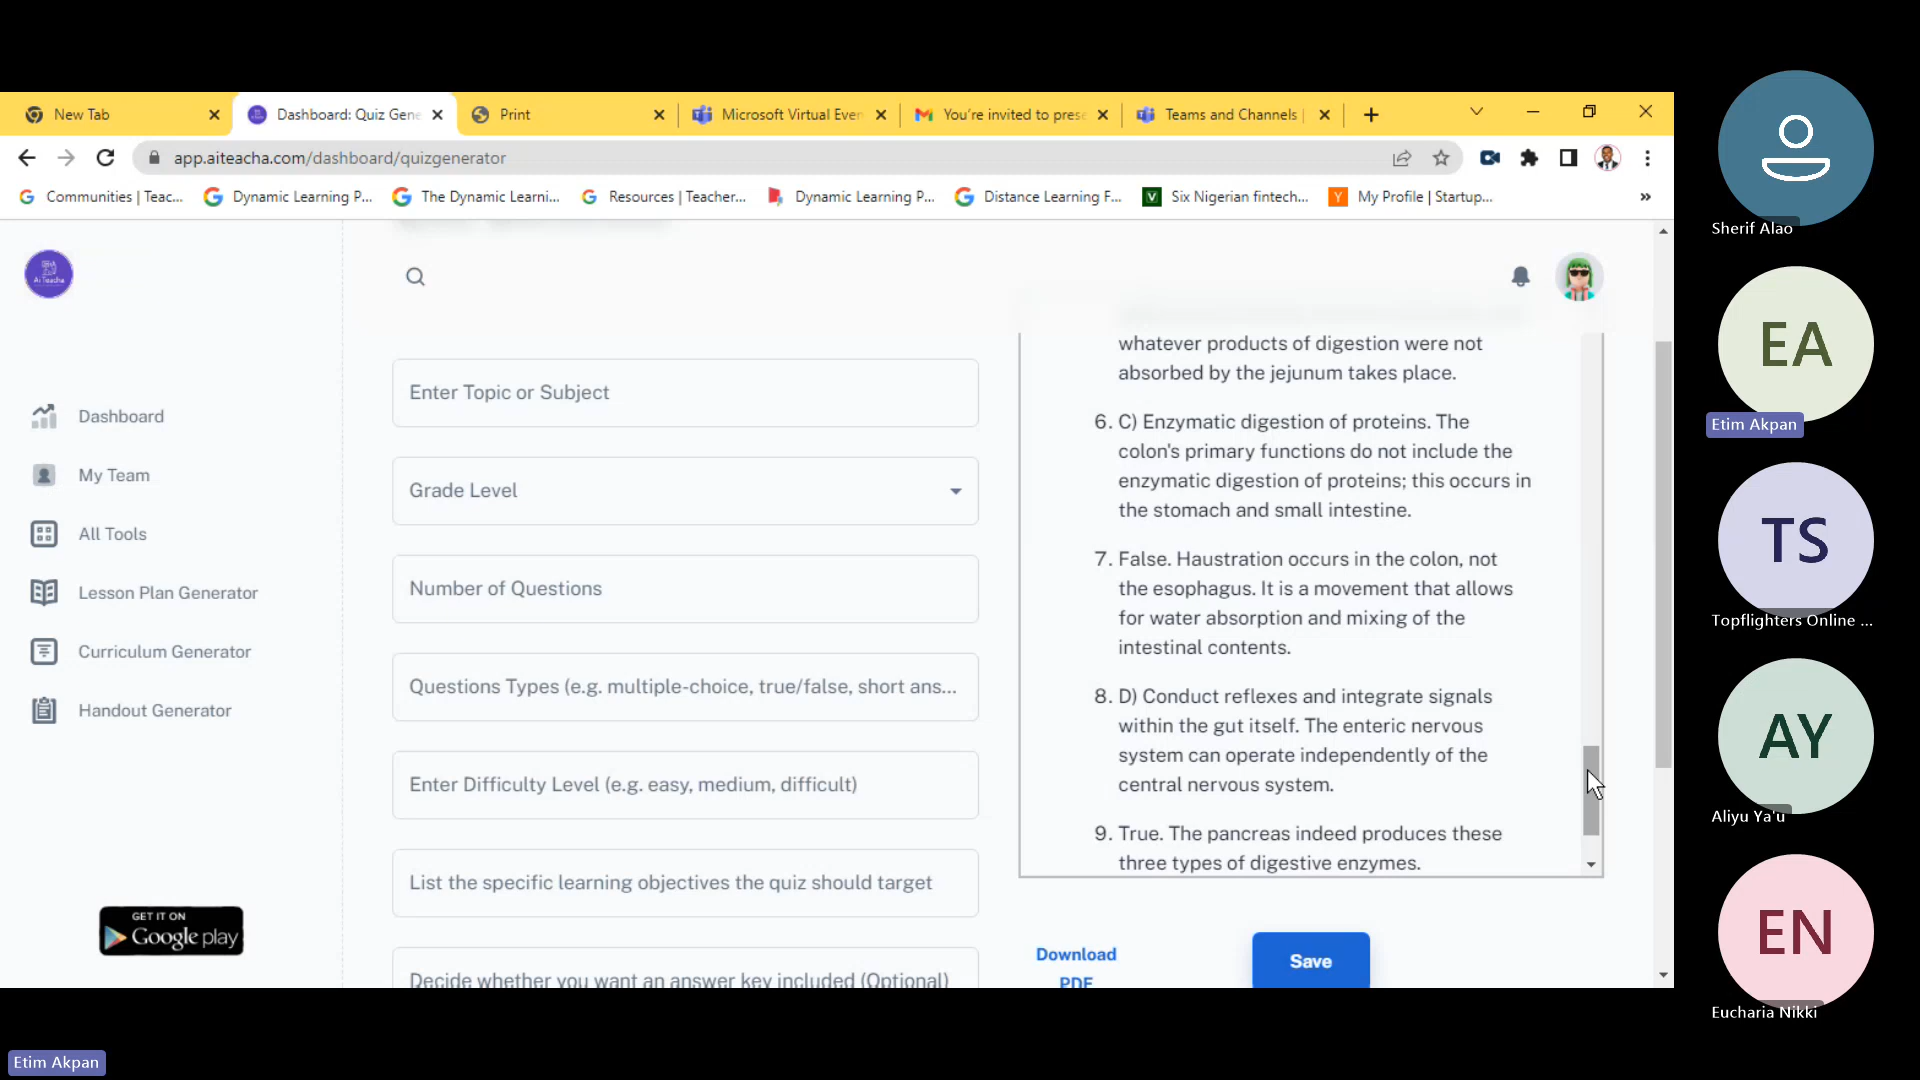 New Tab
Dashboard: Quiz Gene
Print
Microsoft Virtual Even
You're invited to prese
Teams and Channels |
app.aiteacha.com/dashboard/quizgenerator
Communities | Teac...
Dynamic Learning P...
The Dynamic Learni...
Resources | Teacher...
Dynamic Learning P...
Distance Learning F...
Six Nigerian fintech...
My Profile | Startup...
»
Ai Teacha
Dashboard
My Team
All Tools
Lesson Plan Generator
Curriculum Generator
Handout Generator
GET IT ON
Google play
Enter Topic or Subject
Grade Level
Number of Questions
Questions Types (e.g. multiple-choice, true/false, short ans...
Enter Difficulty Level (e.g. easy, medium, difficult)
List the specific learning objectives the quiz should target
Decide whether you want an answer key included (Optional)
whatever products of digestion were not
absorbed by the jejunum takes place.
6. C) Enzymatic digestion of proteins. The
colon's primary functions do not include the
enzymatic digestion of proteins; this occurs in
the stomach and small intestine.
7. False. Haustration occurs in the colon, not
the esophagus. It is a movement that allows
for water absorption and mixing of the
intestinal contents.
8. D) Conduct reflexes and integrate signals
within the gut itself. The enteric nervous
system can operate independently of the
central nervous system.
9. True. The pancreas indeed produces these
three types of digestive enzymes.
Download
PDF
Save
Sherif Alao
EA
Etim Akpan
TS
Topflighters Online ...
AY
Aliyu Ya'u
EN
Eucharia Nikki
Etim Akpan